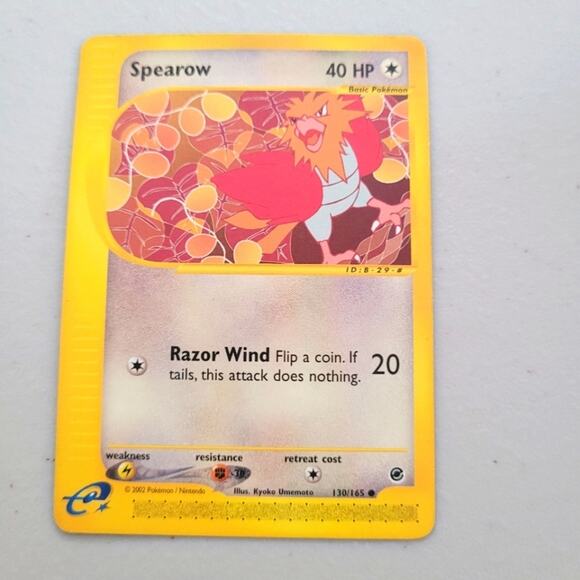 Spearow 40 HP
Basic Pokémon
ID:B-29-#
Razor Wind Flip a coin. If
tails, this attack does nothing. 20
weakness resistance retreat cost
-30
© 2002 Pokémon / Nintendo Illus. Kyoko Umemoto 130/165
e